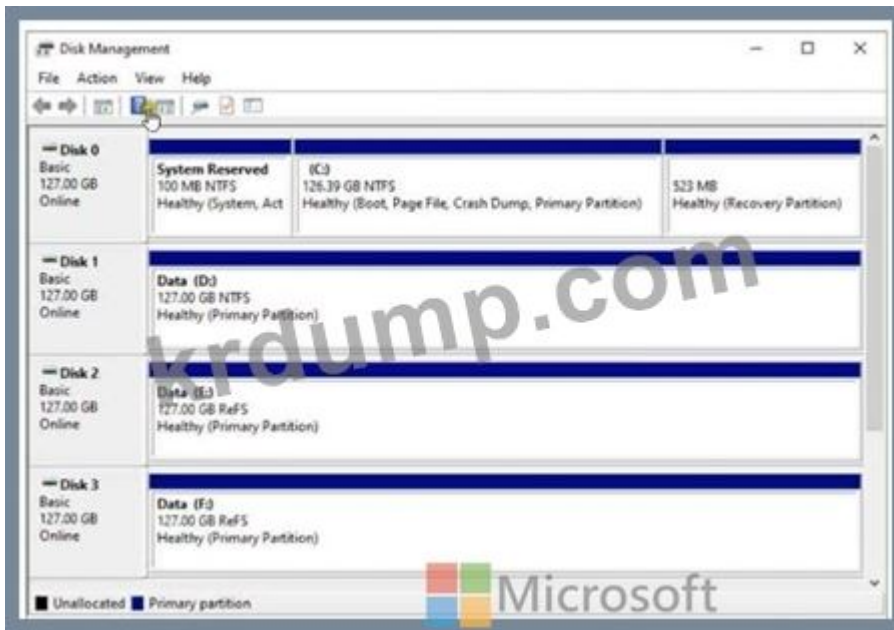 Disk Management
File Action View Help
Disk 0
Basic
127.00 GB
Online
System Reserved
100 MB NTFS
Healthy (System, Act
(C:)
126.39 GB NTFS
Healthy (Boot, Page File, Crash Dump, Primary Partition)
523 MB
Healthy (Recovery Partition)
Disk 1
Basic
127.00 GB
Online
Data (D:)
127.00 GB NTFS
Healthy (Primary Partition)
Disk 2
Basic
127.00 GB
Online
Data (E:)
127.00 GB ReFS
Healthy (Primary Partition)
Disk 3
Basic
127.00 GB
Online
Data (F:)
127.00 GB ReFS
Healthy (Primary Partition)
Unallocated Primary partition
krdump.com
Microsoft